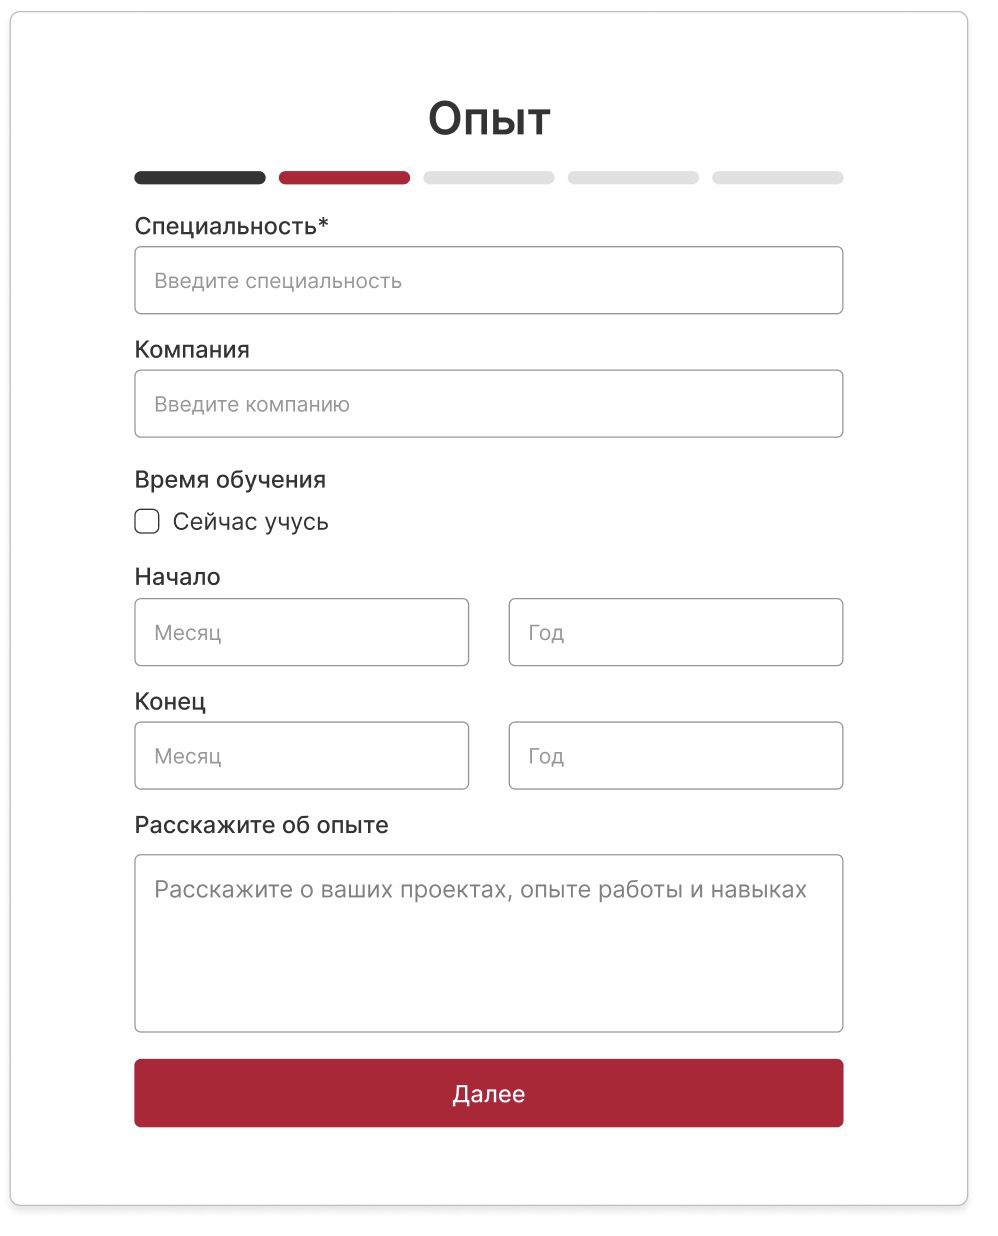 Опыт
Специальность*
Введите специальность
Компания
Введите компанию
Время обучения
Сейчас учусь
Начало
Месяц Год
Конец
Месяц Год
Расскажите об опыте
Расскажите о ваших проектах, опыте работы и навыках
Далее